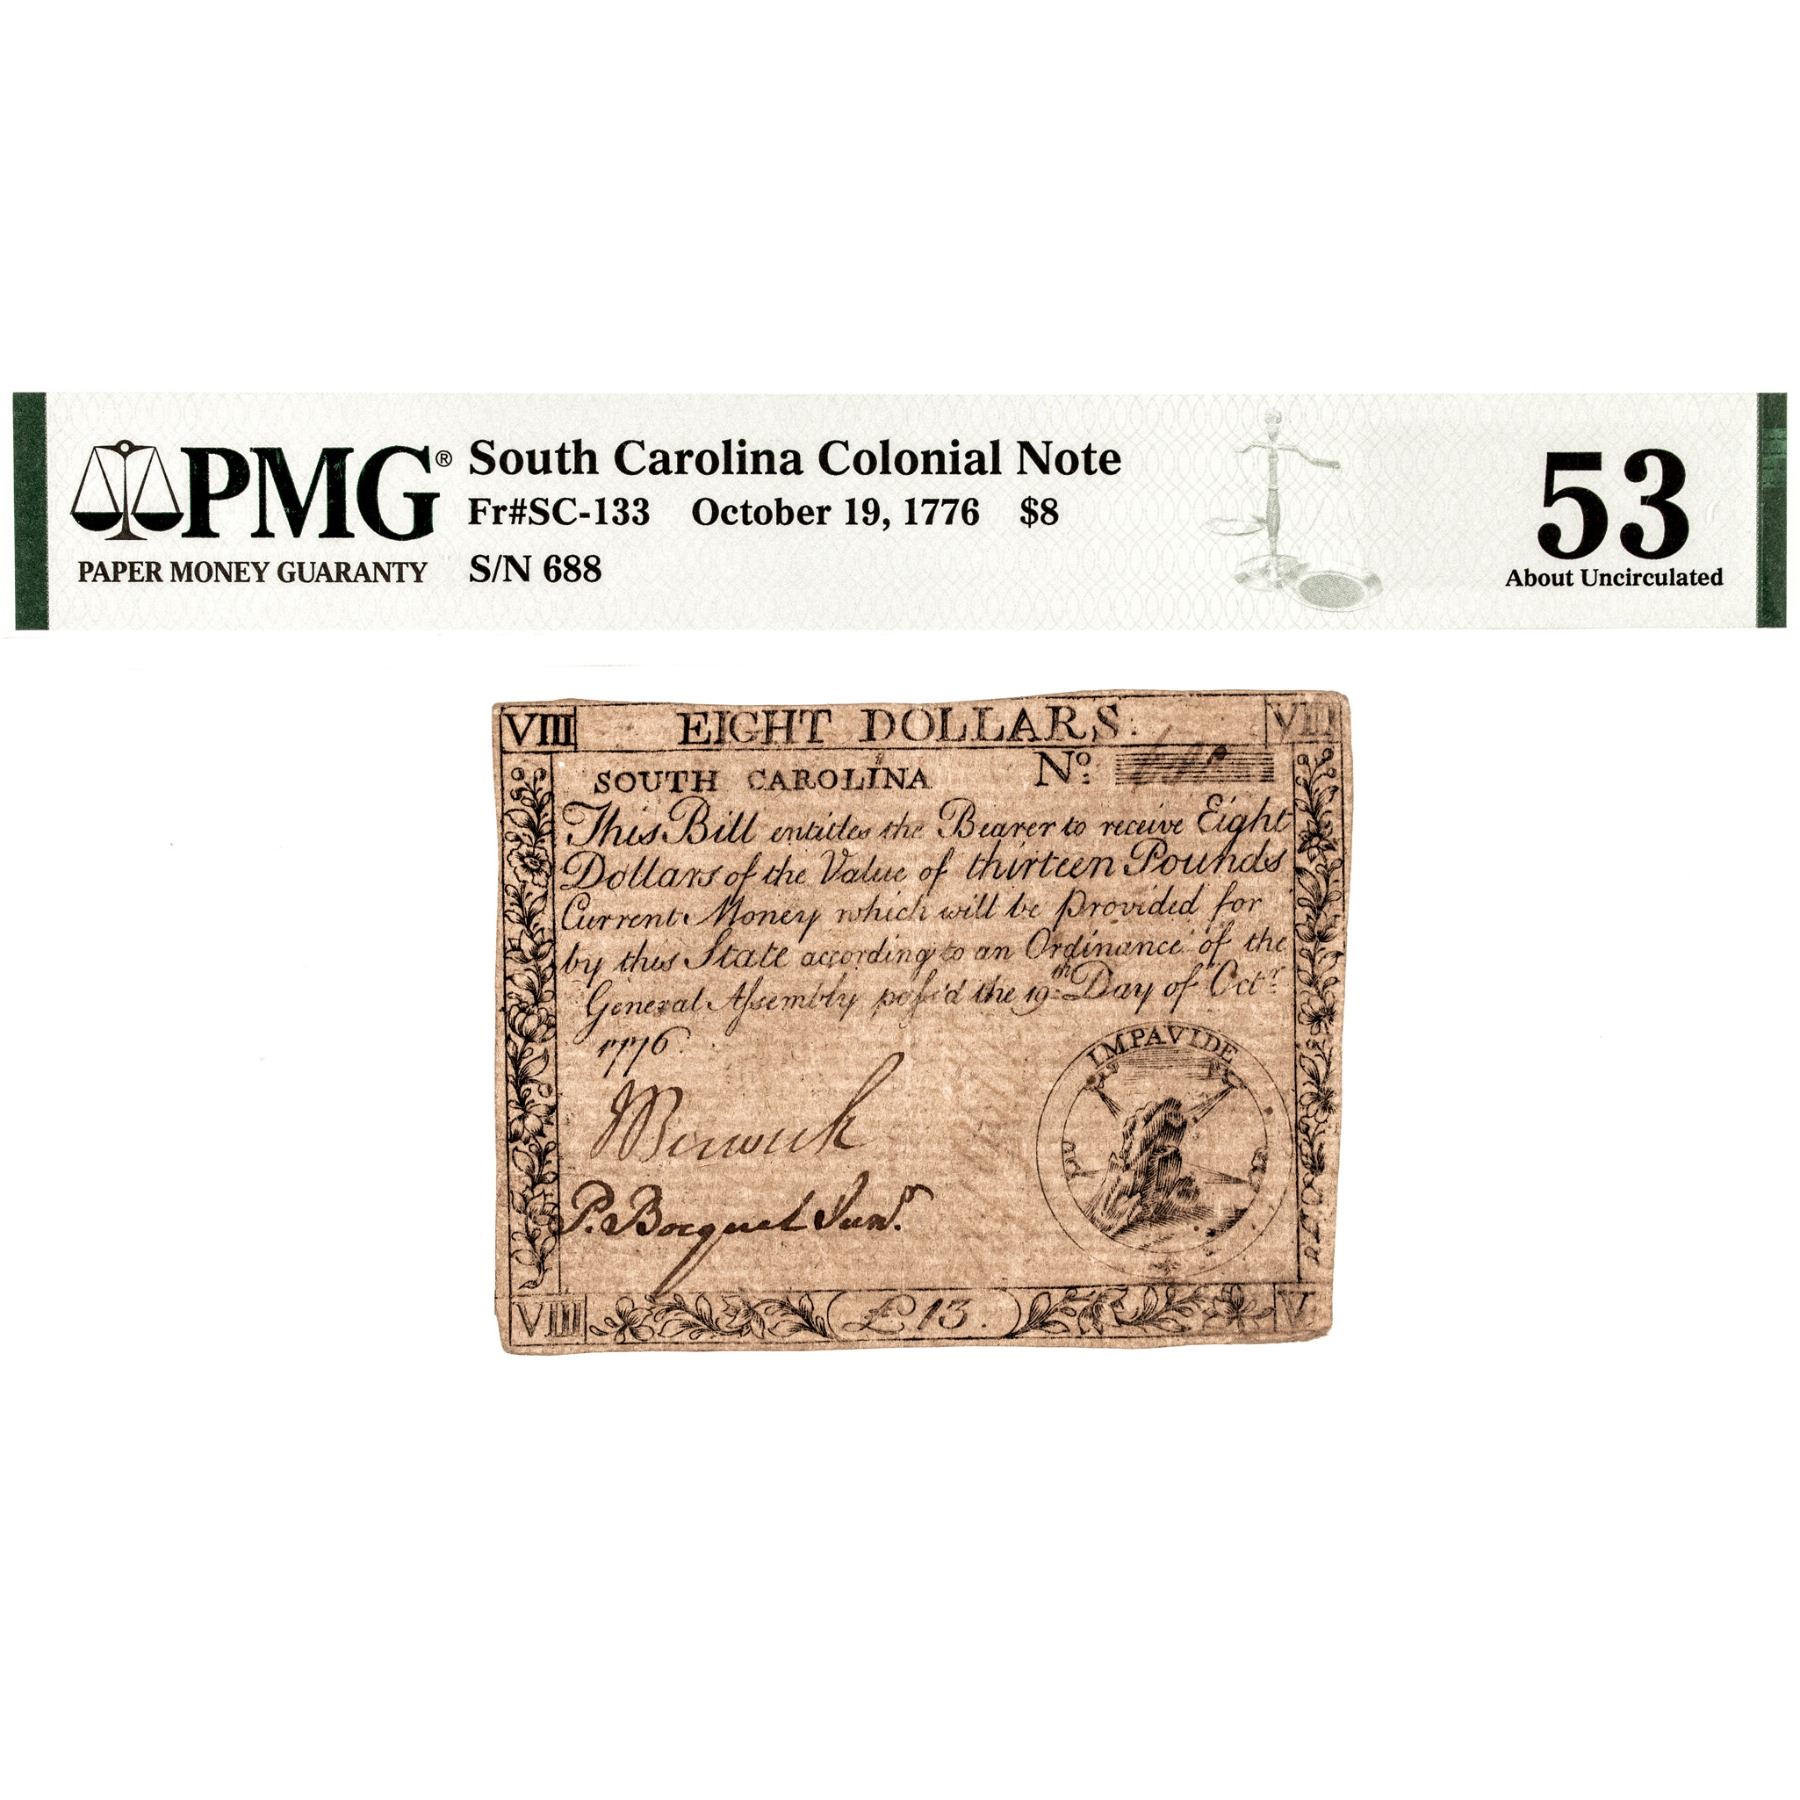 PMG® PAPER MONEY GUARANTY
South Carolina Colonial Note
Fr#SC-133 October 19, 1776 $8
S/N 688
53
About Uncirculated
VIII EIGHT DOLLARS. VIII
SOUTH CAROLINA No:
This Bill entitles the Bearer to receive Eight
Dollars of the Value of thirteen Pounds
Current Money which will be provided for
by this State according to an Ordinance of the
General Assembly pass'd the 19th Day of Octr
1776.
IMPAVIDE
P. Bocquet Junr.
VIII £13. V